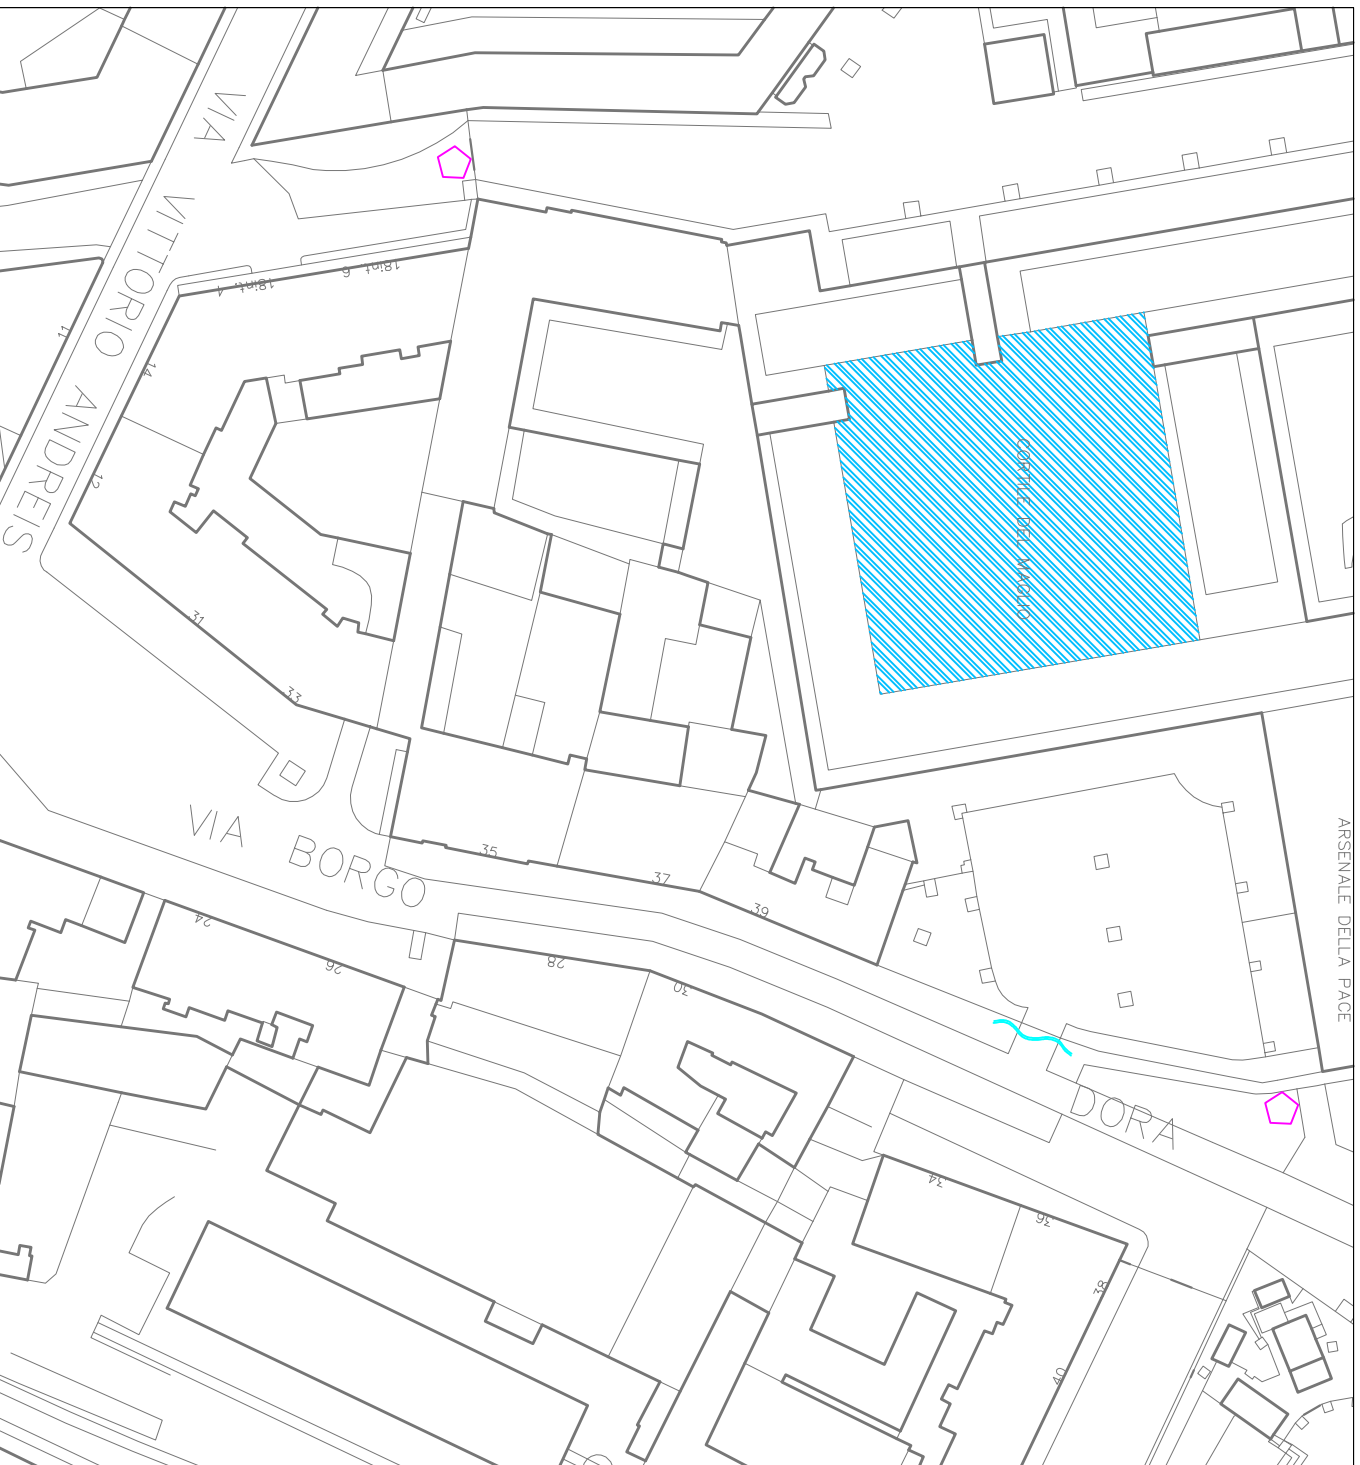 VIA
VITTORIO ANDREIS
18int. 6
18int. 4
11
14
12
31
33
CORTILE DEL MAGLIO
VIA BORGO
35
37
39
ARSENALE DELLA PACE
24
26
28
30
DORA
34
36
38
40